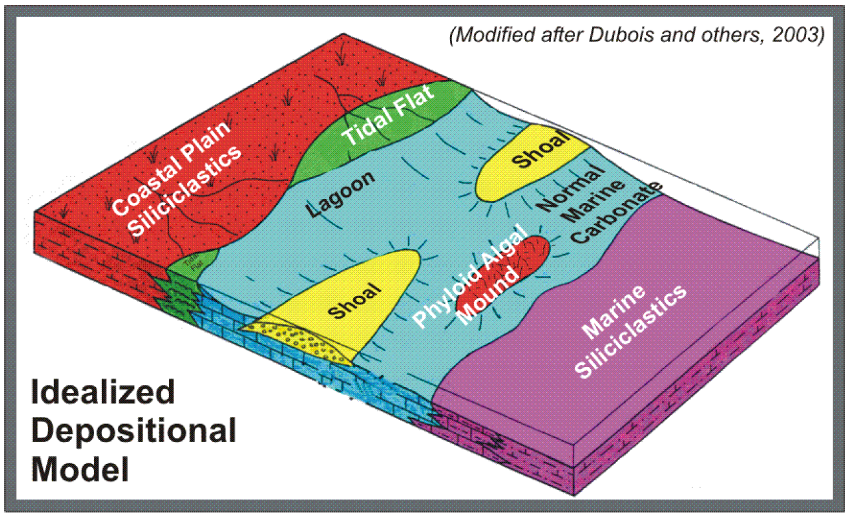 (Modified after Dubois and others, 2003)
Coastal Plain
Siliciclastics
Tidal Flat
Lagoon
Shoal
Normal
Marine
Carbonate
Tidal
Flat
Shoal
Phyloid Algal
Mound
Marine
Siliciclastics
Idealized
Depositional
Model